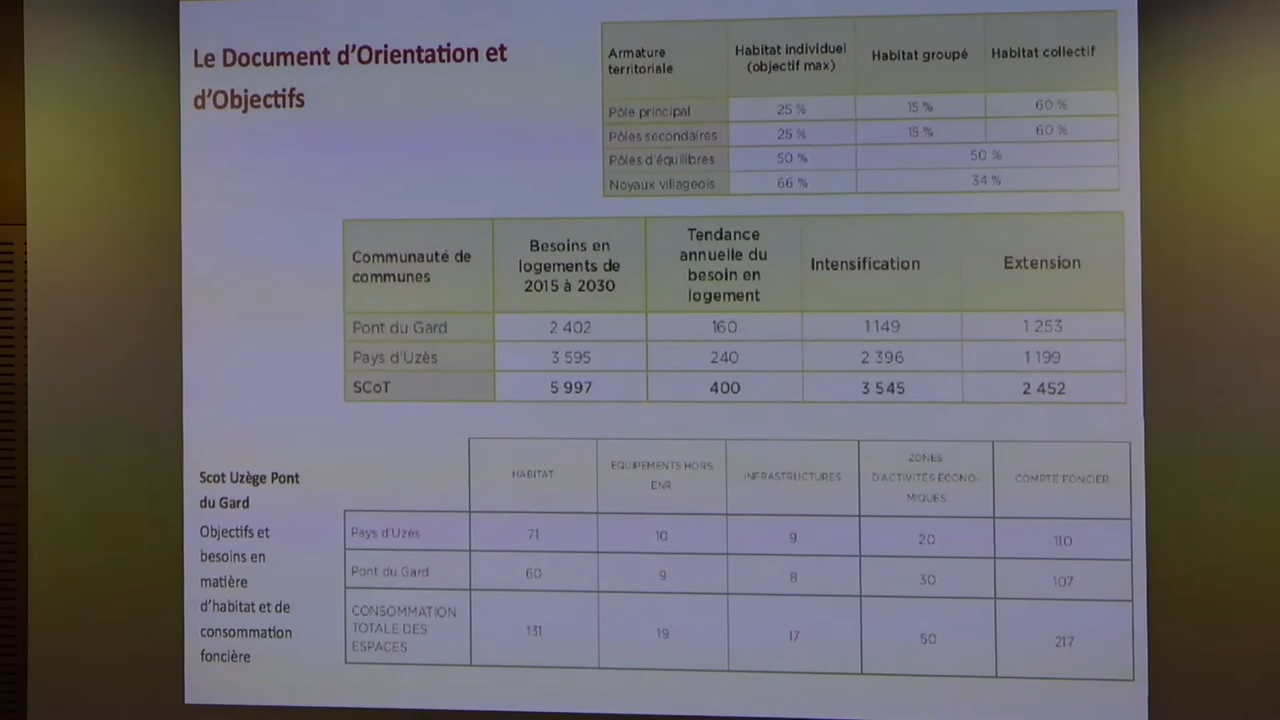 Le Document d'Orientation et
d'Objectifs
Armature
territoriale
Habitat individuel
(objectif max)
Habitat groupé
Habitat collectif
Pôle principal
25 %
15 %
60 %
Pôles secondaires
25 %
15 %
60 %
Pôles d'équilibres
50 %
50 %
Noyaux villageois
66 %
34 %
Communauté de
communes
Besoins en
logements de
2015 à 2030
Tendance
annuelle du
besoin en
logement
Intensification
Extension
Pont du Gard
2 402
160
1 149
1 253
Pays d'Uzès
3 595
240
2 396
1 199
SCoT
5 997
400
3 545
2 452
Scot Uzège Pont
du Gard
Objectifs et
besoins en
matière
d'habitat et de
consommation
foncière
HABITAT
EQUIPEMENTS HORS
ENR
INFRASTRUCTURES
ZONES
D'ACTIVITÉS ÉCONO-
MIQUES
COMPTE FONCIER
Pays d'Uzès
71
10
9
20
110
Pont du Gard
60
9
8
30
107
CONSOMMATION
TOTALE DES
ESPACES
131
19
17
50
217